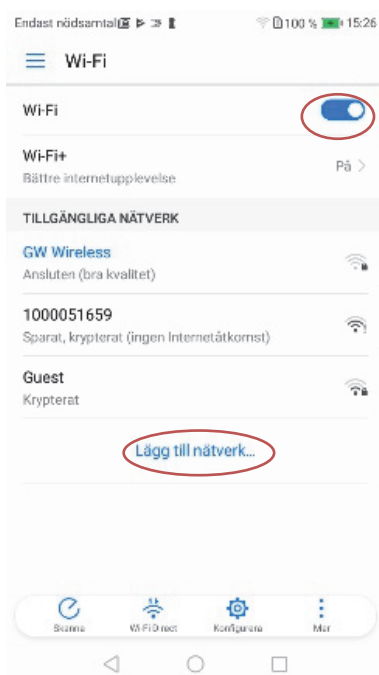 Endast nödsamtal 100 % 15:26
Wi-Fi
Wi-Fi
Wi-Fi+
Bättre internetupplevelse
På
TILLGÄNGLIGA NÄTVERK
GW Wireless
Ansluten (bra kvalitet)
1000051659
Sparat, krypterat (ingen Internetåtkomst)
Guest
Krypterat
Lägg till nätverk...
Skanna Wi-Fi Direct Konfigurera Mer